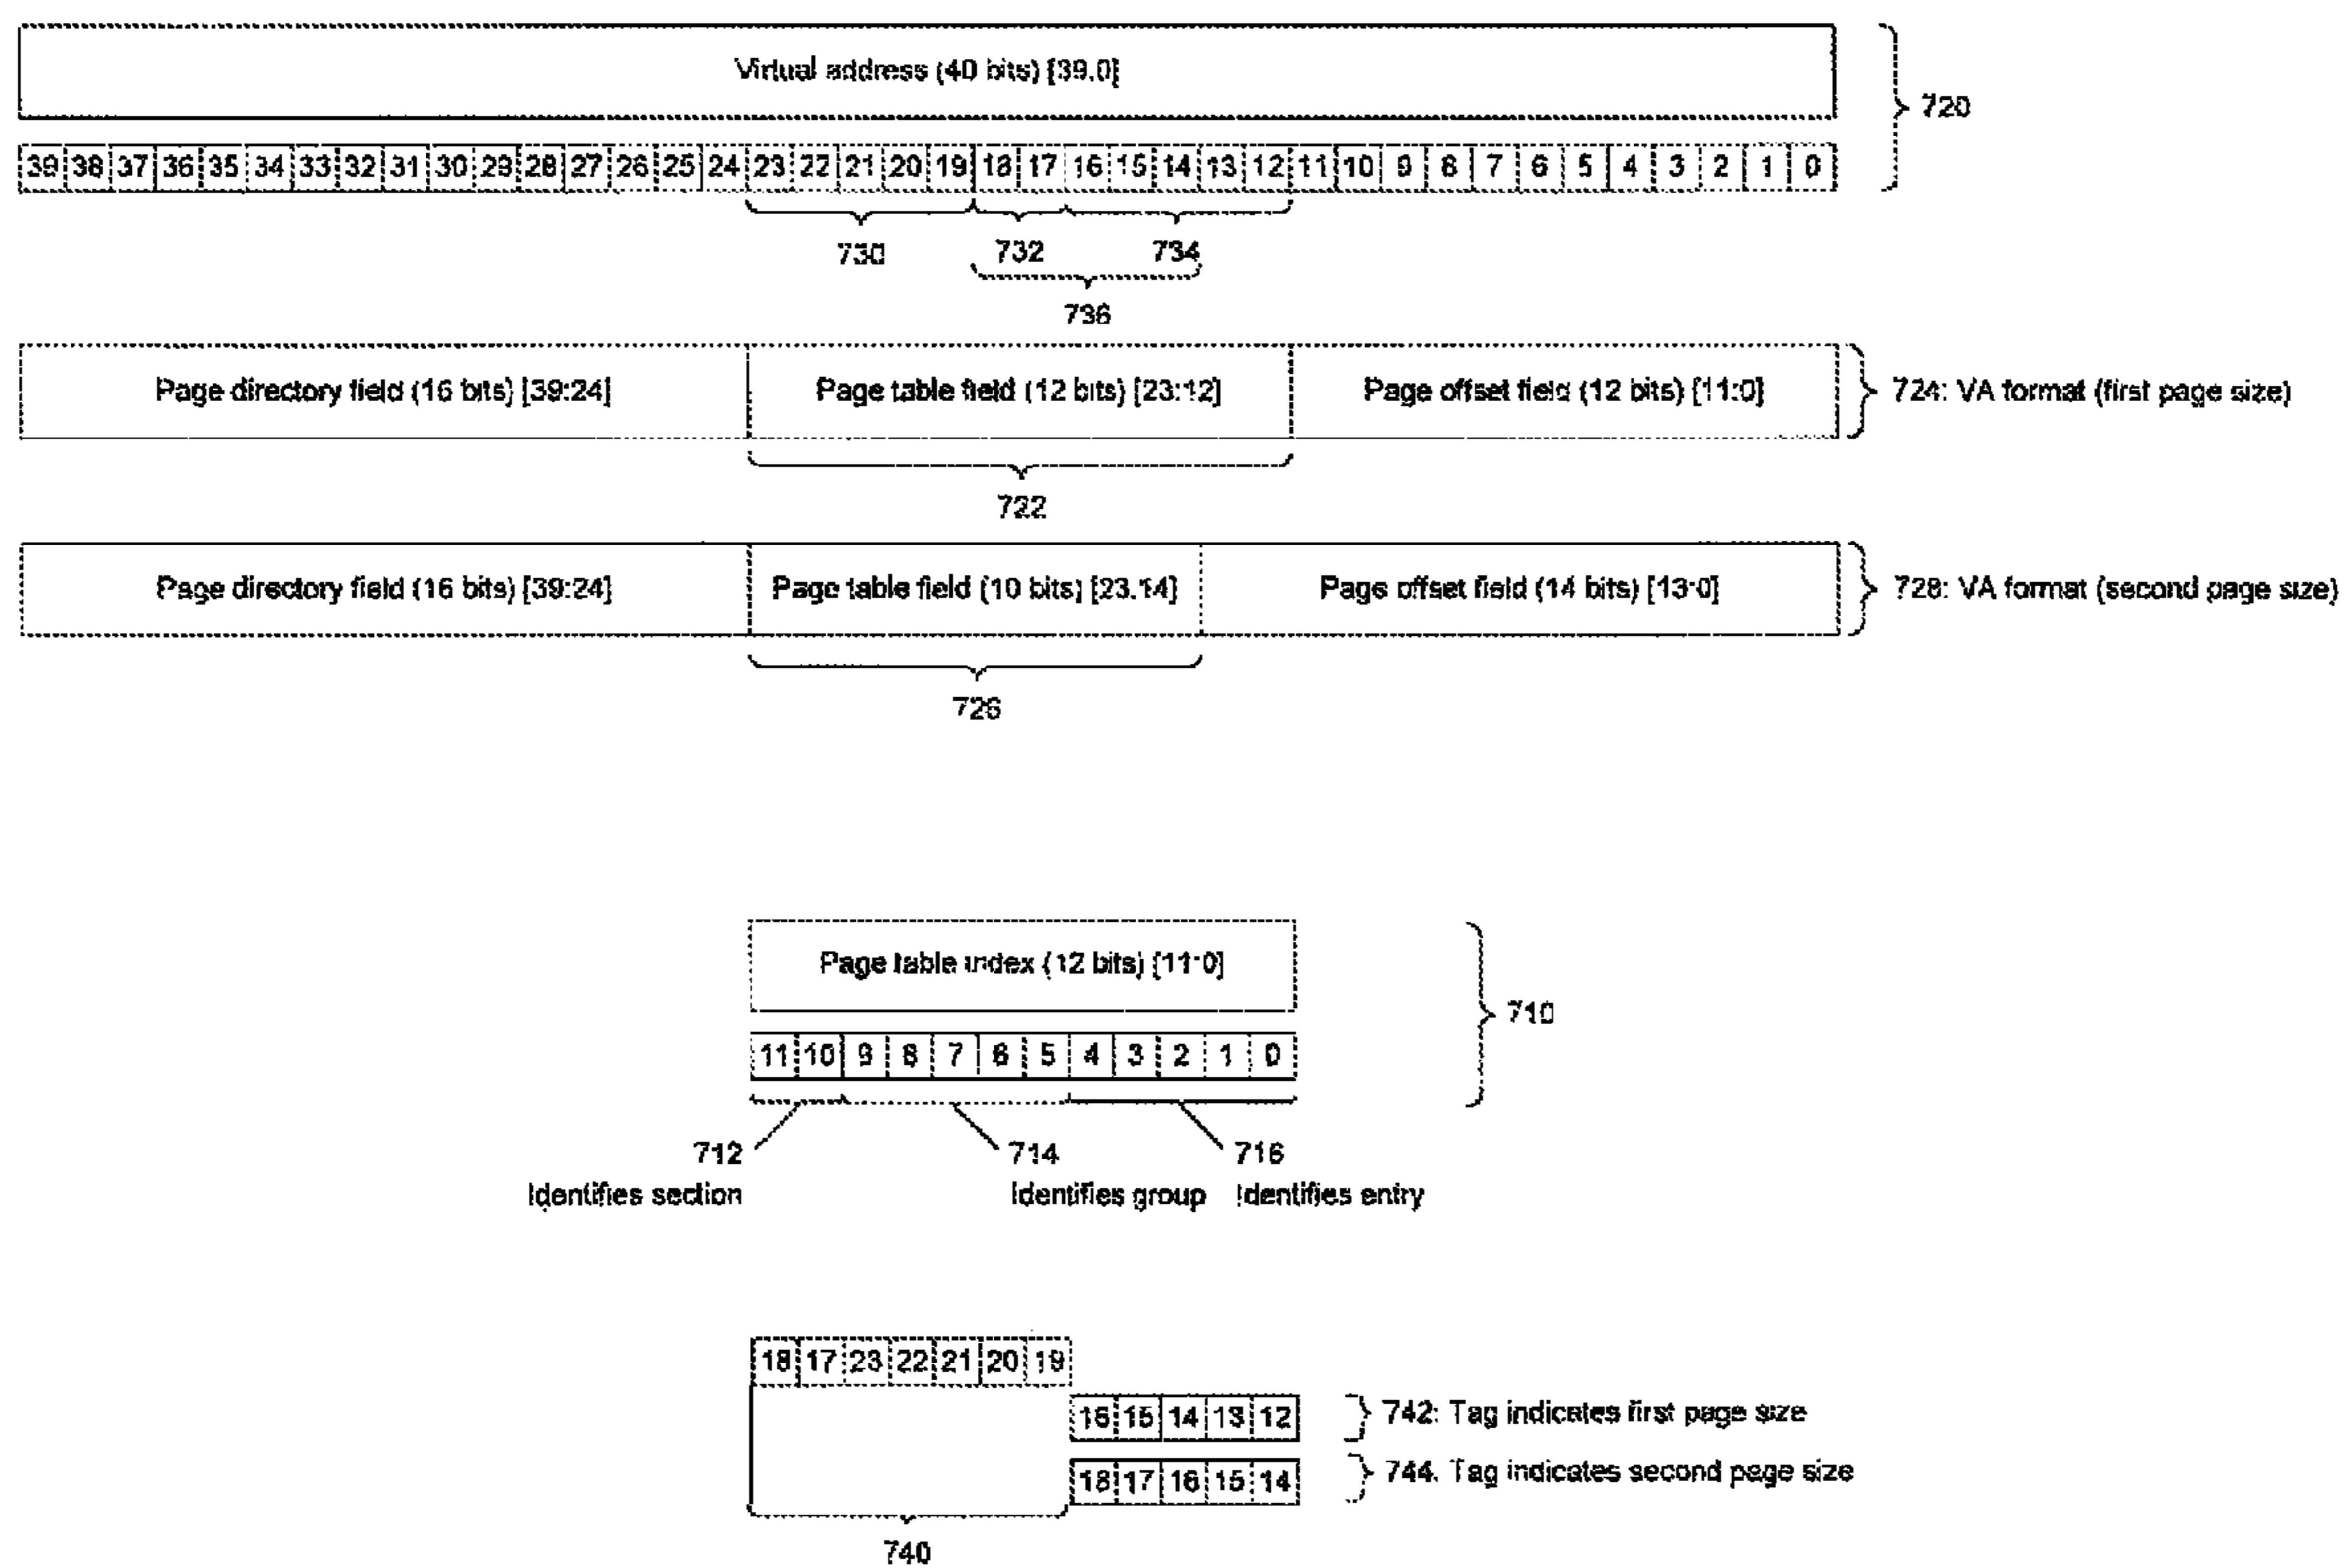 Virtual address (40 bits) [39.0]
720
39 38 37 36 35 34 33 32 31 30 29 28 27 26 25 24 23 22 21 20 19 18 17 16 15 14 13 12 11 10 9 8 7 6 5 4 3 2 1 0
730 732 734
736
Page directory field (16 bits) [39:24] Page table field (12 bits) [23:12] Page offset field (12 bits) [11:0] 724: VA format (first page size)
722
Page directory field (16 bits) [39:24] Page table field (10 bits) [23.14] Page offset field (14 bits) [13:0] 728: VA format (second page size)
726
Page table index (12 bits) [11:0]
710
11 10 9 8 7 6 5 4 3 2 1 0
712 714 716
Identifies section Identifies group Identifies entry
18 17 23 22 21 20 19
16 15 14 13 12 742: Tag indicates first page size
18 17 16 15 14 744. Tag indicates second page size
740